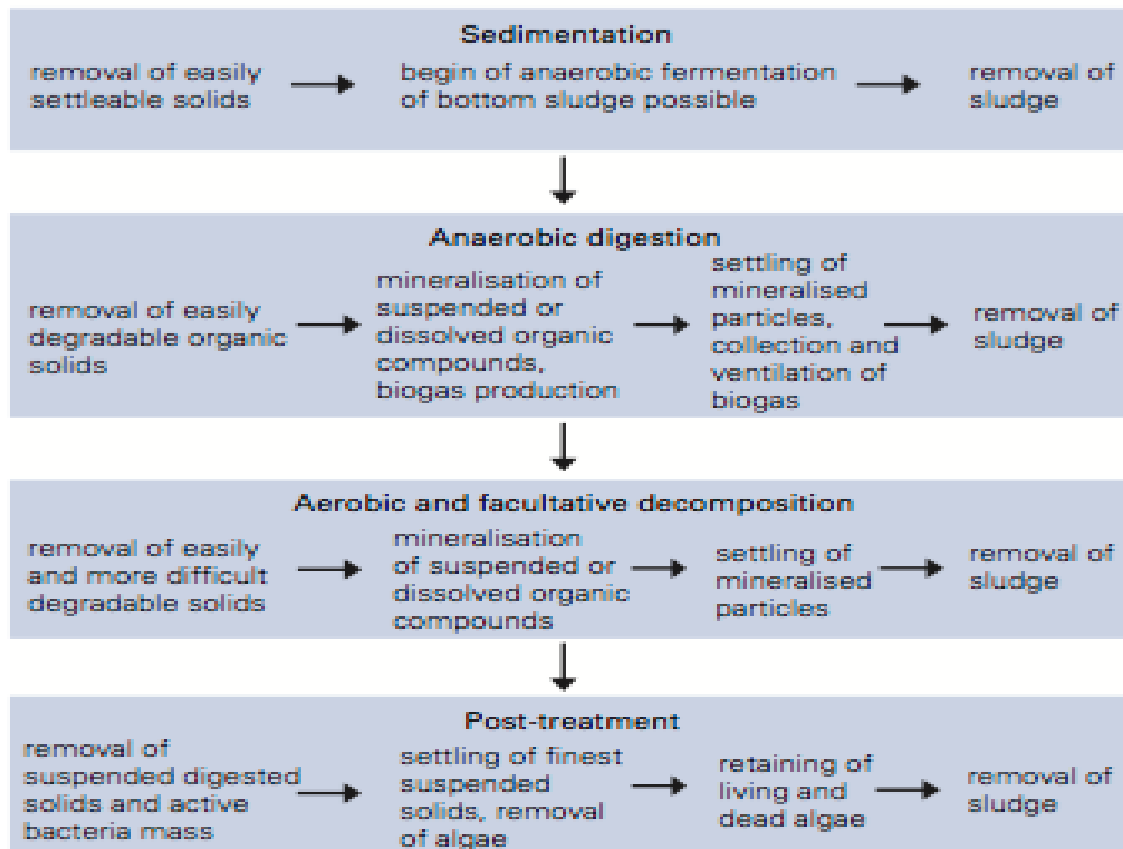 Sedimentation
removal of easily
settleable solids
begin of anaerobic fermentation
of bottom sludge possible
removal of
sludge
Anaerobic digestion
removal of easily
degradable organic
solids
mineralisation of
suspended or
dissolved organic
compounds,
biogas production
settling of
mineralised
particles,
collection and
ventilation of
biogas
removal of
sludge
Aerobic and facultative decomposition
removal of easily
and more difficult
degradable solids
mineralisation
of suspended or
dissolved organic
compounds
settling of
mineralised
particles
removal of
sludge
Post-treatment
removal of
suspended digested
solids and active
bacteria mass
settling of finest
suspended
solids, removal
of algae
retaining of
living and
dead algae
removal of
sludge